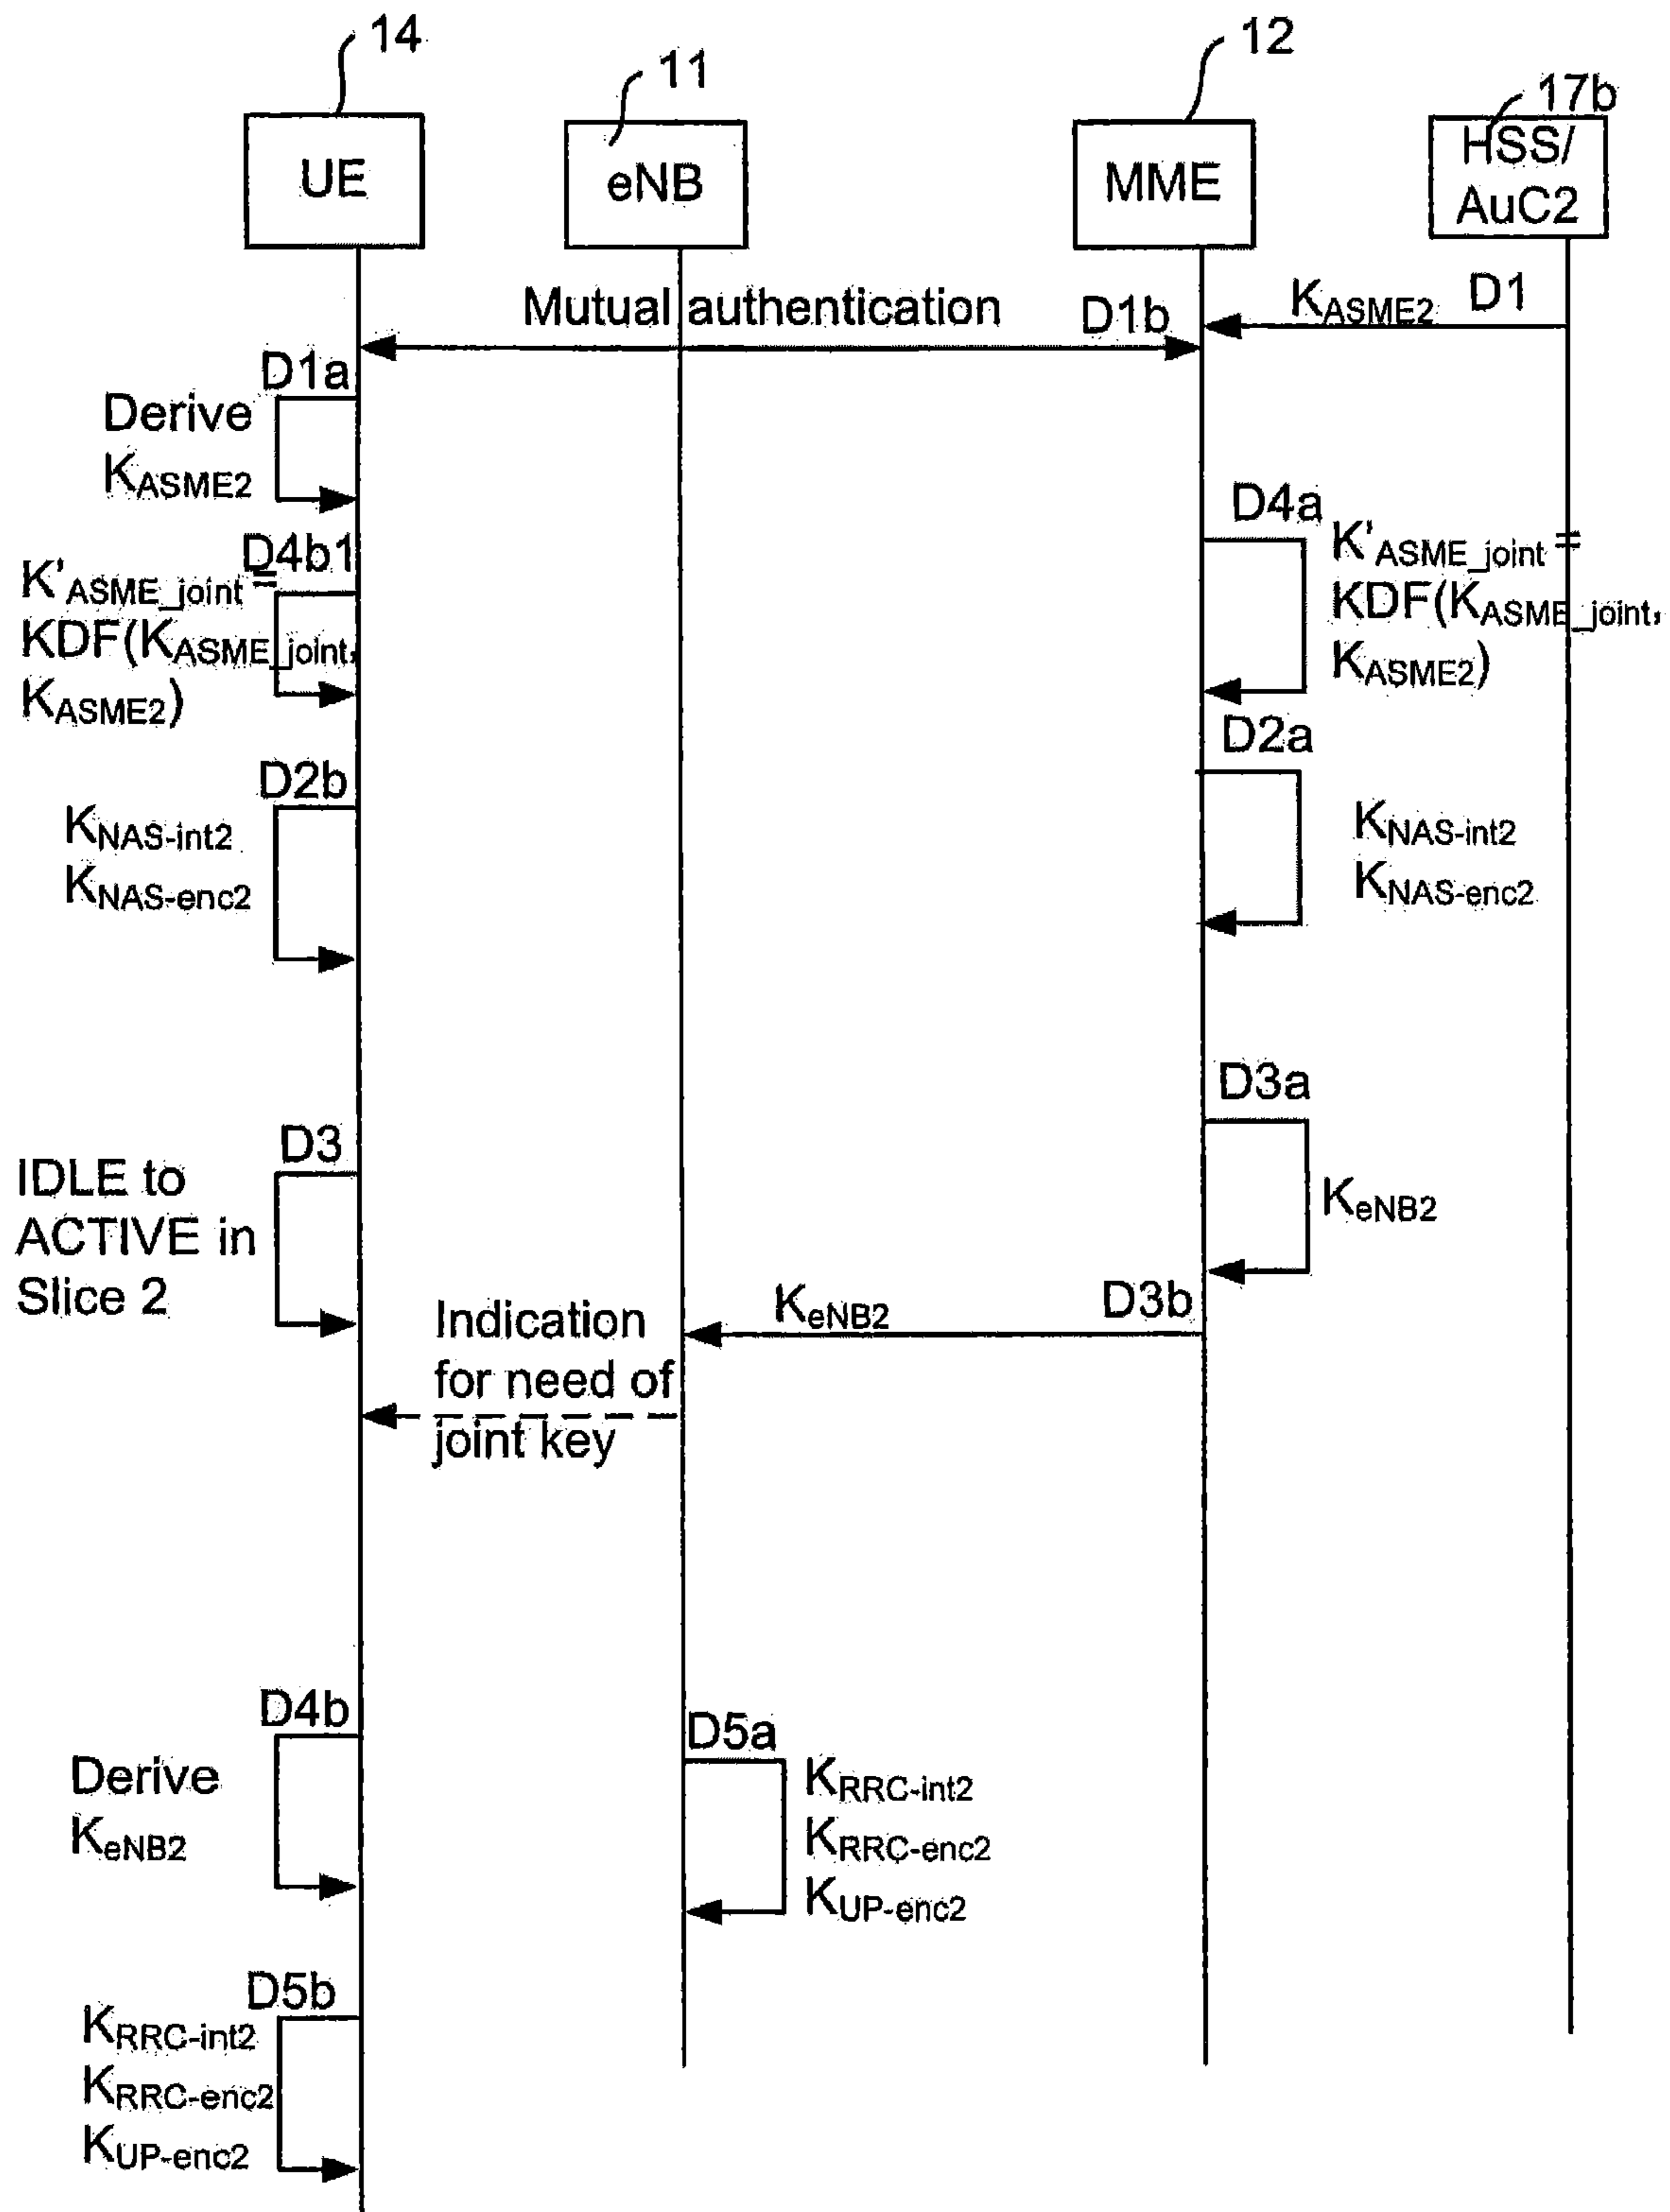 14
11
12
17b
UE
eNB
MME
HSS/
AuC2
Mutual authentication
D1b
KASME2
D1
D1a
Derive
KASME2
D4a
K'ASME_joint =
KDF(KASME_joint,
KASME2)
D4b1
K'ASME_joint =
KDF(KASME_joint,
KASME2)
D2a
KNAS-int2
KNAS-enc2
D2b
KNAS-int2
KNAS-enc2
D3a
KeNB2
D3
IDLE to
ACTIVE in
Slice 2
KeNB2
D3b
Indication
for need of
joint key
D4b
Derive
KeNB2
D5a
KRRC-int2
KRRC-enc2
KUP-enc2
D5b
KRRC-int2
KRRC-enc2
KUP-enc2